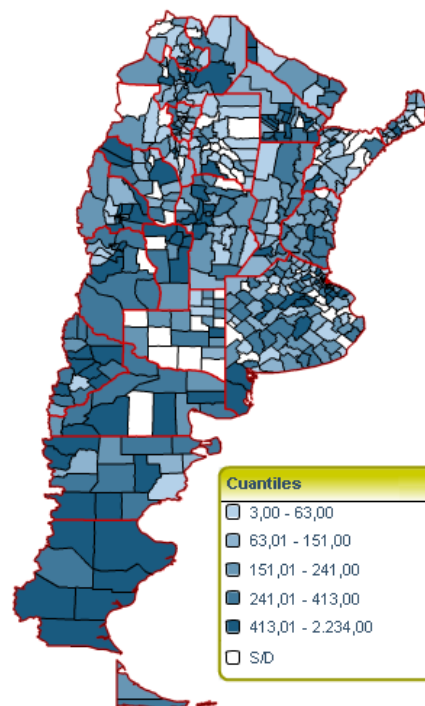 Cuantiles
3,00 - 63,00
63,01 - 151,00
151,01 - 241,00
241,01 - 413,00
413,01 - 2.234,00
S/D